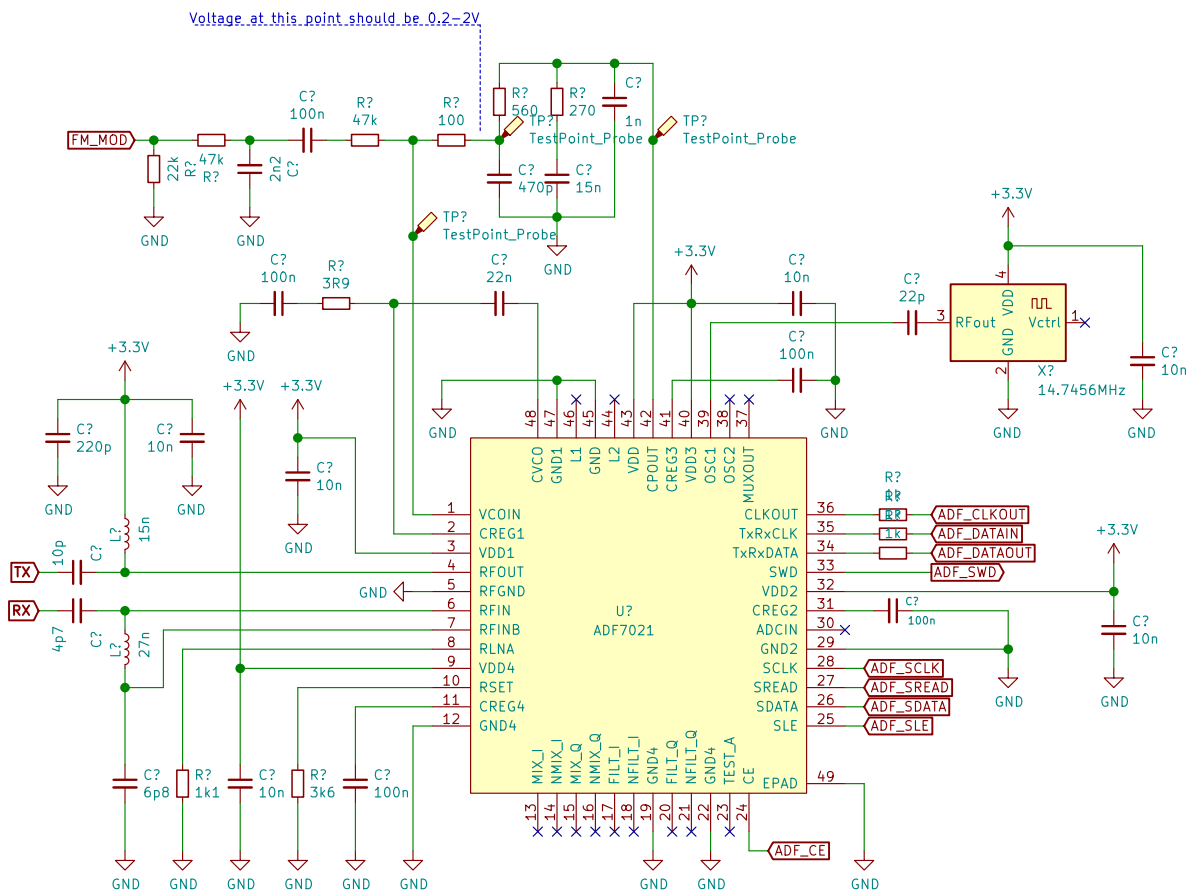 Voltage at this point should be 0.2-2V
FM_MOD
22k
R?
47k
R?
2n2
C?
GND
GND
C?
100n
R?
47k
R?
100
R?
560
R?
270
C?
1n
TP?
TestPoint_Probe
TP?
TestPoint_Probe
C?
470p
C?
15n
GND
TP?
TestPoint_Probe
C?
100n
R?
3R9
GND
C?
22n
+3.3V
C?
10n
C?
100n
GND
C?
22p
+3.3V
4
3
RFout
VDD
GND
Vctrl
1
2
X?
14.7456MHz
GND
C?
10n
GND
+3.3V
C?
220p
C?
10n
GND
GND
L?
15n
+3.3V
+3.3V
C?
10n
GND
GND
48
47
46
45
44
43
42
41
40
39
38
37
CVCO
GND1
L1
GND
L2
VDD
CPOUT
CREG3
VDD3
OSC1
OSC2
MUXOUT
TX
10p
C?
RX
4p7
C?
L?
27n
GND
1 VCOIN
2 CREG1
3 VDD1
4 RFOUT
5 RFGND
6 RFIN
7 RFINB
8 RLNA
9 VDD4
10 RSET
11 CREG4
12 GND4
U?
ADF7021
CLKOUT 36
TxRxCLK 35
TxRxDATA 34
SWD 33
VDD2 32
CREG2 31
ADCIN 30
GND2 29
SCLK 28
SREAD 27
SDATA 26
SLE 25
EPAD 49
R?
1k
R?
1k
R?
1k
ADF_CLKOUT
ADF_DATAIN
ADF_DATAOUT
ADF_SWD
+3.3V
C?
100n
C?
10n
GND
GND
ADF_SCLK
ADF_SREAD
ADF_SDATA
ADF_SLE
MIX_I
NMIX_I
MIX_Q
NMIX_Q
FILT_I
NFILT_I
GND4
FILT_Q
NFILT_Q
GND4
TEST_A
CE
13
14
15
16
17
18
19
20
21
22
23
24
ADF_CE
C?
6p8
R?
1k1
C?
10n
R?
3k6
C?
100n
GND
GND
GND
GND
GND
GND
GND
GND
GND